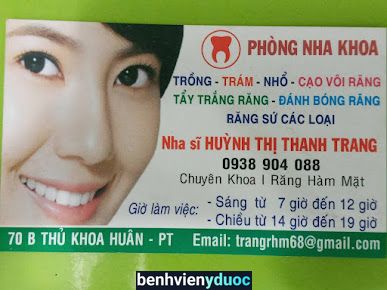 PHÒNG NHA KHOA
TRỒNG - TRÁM - NHỔ - CẠO VÔI RĂNG
TẨY TRẮNG RĂNG - ĐÁNH BÓNG RĂNG
RĂNG SỨ CÁC LOẠI
Nha sĩ HUỲNH THỊ THANH TRANG
0938 904 088
Chuyên Khoa I Răng Hàm Mặt
Giờ làm việc: - Sáng từ 7 giờ đến 12 giờ
- Chiều từ 14 giờ đến 19 giờ
70 B THỦ KHOA HUÂN - PT Email: trangrhm68@gmail.com
benhvienyduoc